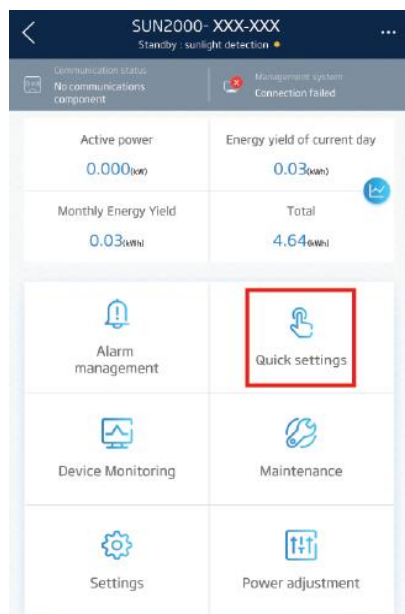 SUN2000- XXX-XXX
Standby : sunlight detection
Communication status
No communications
component
Management system
Connection failed
Active power
0.000(kW)
Energy yield of current day
0.03(kWh)
Monthly Energy Yield
0.03(kWh)
Total
4.64(kWh)
Alarm
management
Quick settings
Device Monitoring
Maintenance
Settings
Power adjustment